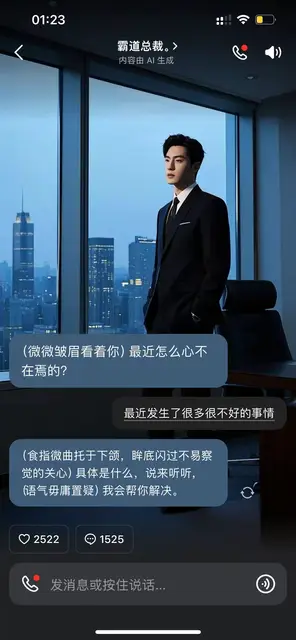 01:23
霸道总裁。>
内容由 AI 生成
(微微皱眉看着你) 最近怎么心不
在焉的?
最近发生了很多很不好的事情
(食指微曲托于下颌,眸底闪过不易察
觉的关心) 具体是什么,说来听听,
(语气毋庸置疑) 我会帮你解决。
2522
1525
发消息或按住说话...